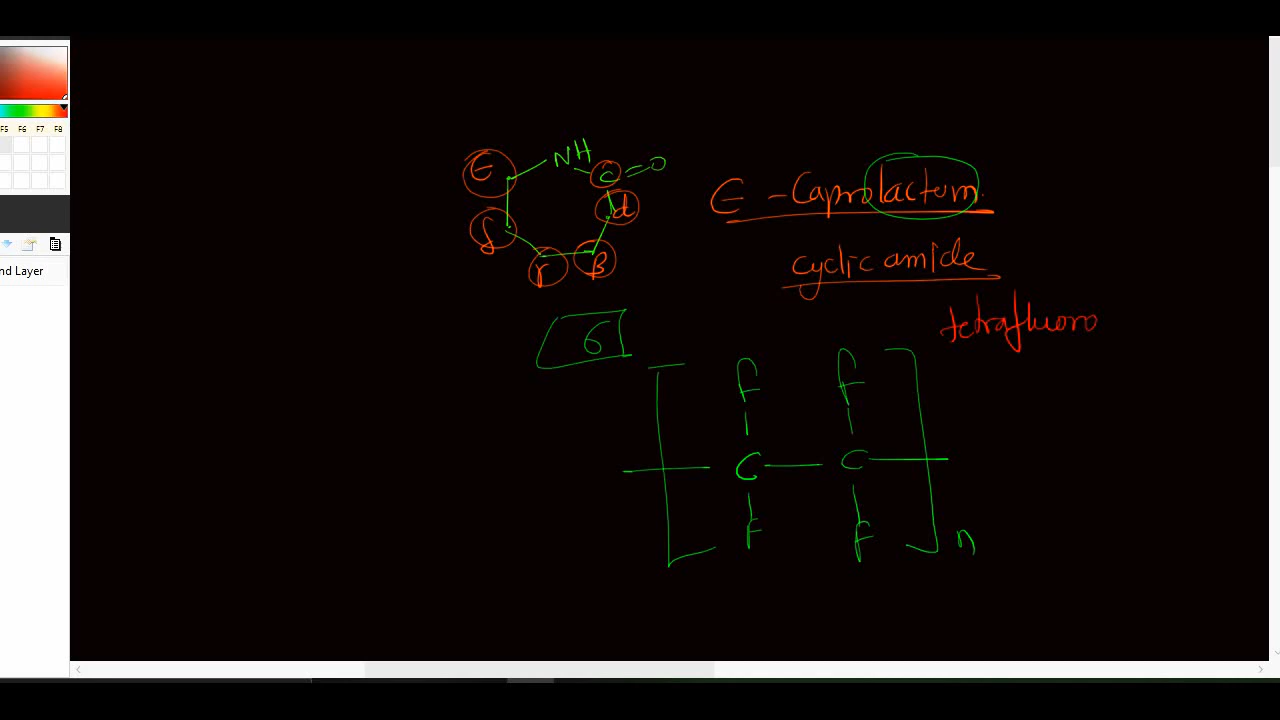 F5 F6 F7 F8
nd Layer
NH
E C = O
∈ - Caprolactum
d
δ
γ β
cyclic amide
tetrafluoro
6
F F
C C
F F
n